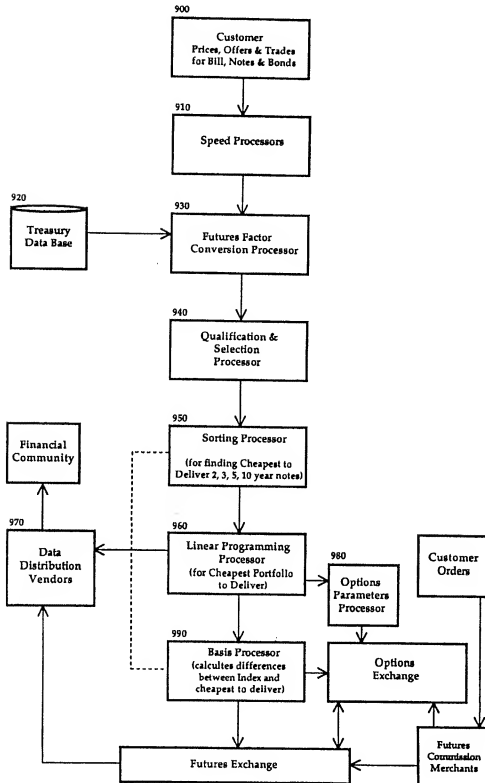 900
Customer
Prices, Offers & Trades
for Bill, Notes & Bonds
910
Speed Processors
920
Treasury
Data Base
930
Futures Factor
Conversion Processor
940
Qualification &
Selection
Processor
950
Sorting Processor
(for finding Cheapest to
Deliver 2, 3, 5, 10 year notes)
Financial
Community
960
Linear Programming
Processor
(for Cheapest Portfolio
to Deliver)
970
Data
Distribution
Vendors
980
Options
Parameters
Processor
Customer
Orders
990
Basis Processor
(calcultes differences
between Index and
cheapest to deliver)
Options
Exchange
Futures
Commission
Merchants
Futures Exchange